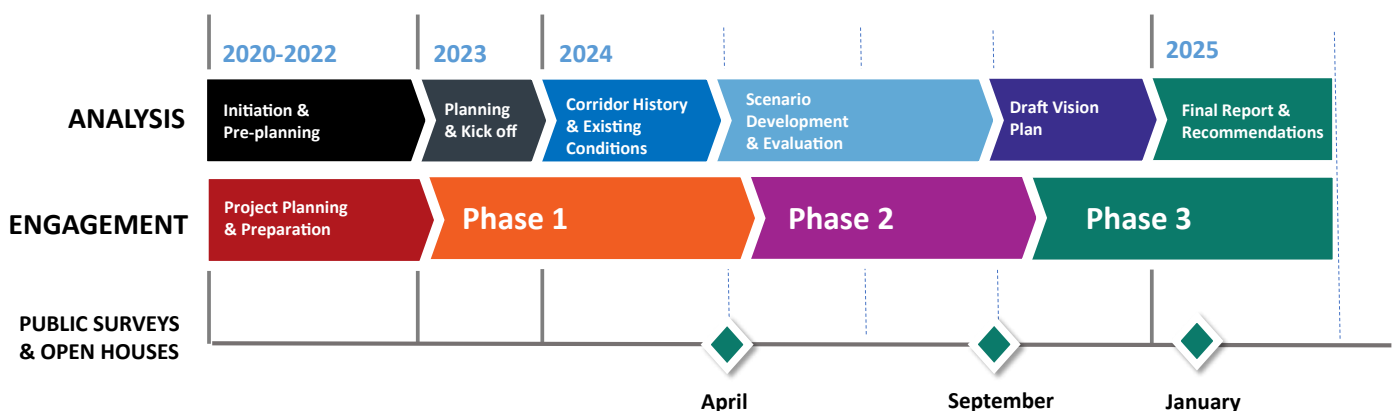 2020-2022
2023
2024
2025
ANALYSIS
Initiation &
Pre-planning
Planning
& Kick off
Corridor History
& Existing
Conditions
Scenario
Development
& Evaluation
Draft Vision
Plan
Final Report &
Recommendations
ENGAGEMENT
Project Planning
& Preparation
Phase 1
Phase 2
Phase 3
PUBLIC SURVEYS
& OPEN HOUSES
April
September
January